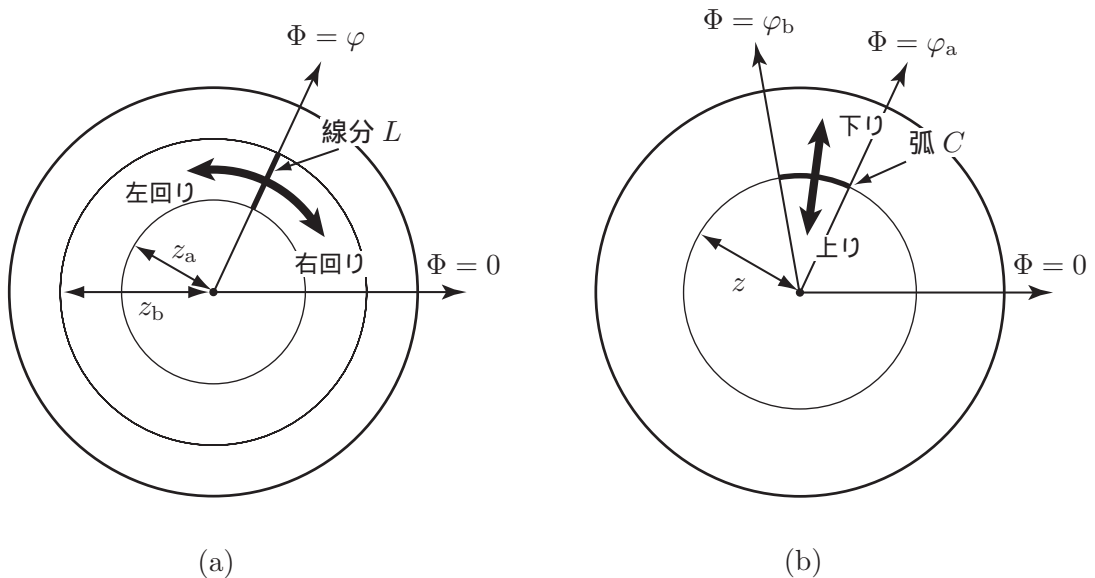 Φ = φ
線分 L
左回り
右回り
z_a
z_b
Φ = 0
(a)
Φ = φ_b
Φ = φ_a
下り
弧 C
上り
z
Φ = 0
(b)